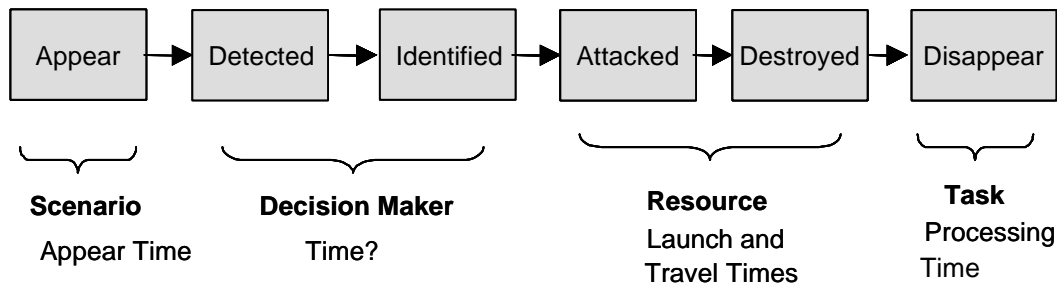 Appear
Detected
Identified
Attacked
Destroyed
Disappear
Scenario
Appear Time
Decision Maker
Time?
Resource
Launch and
Travel Times
Task
Processing
Time